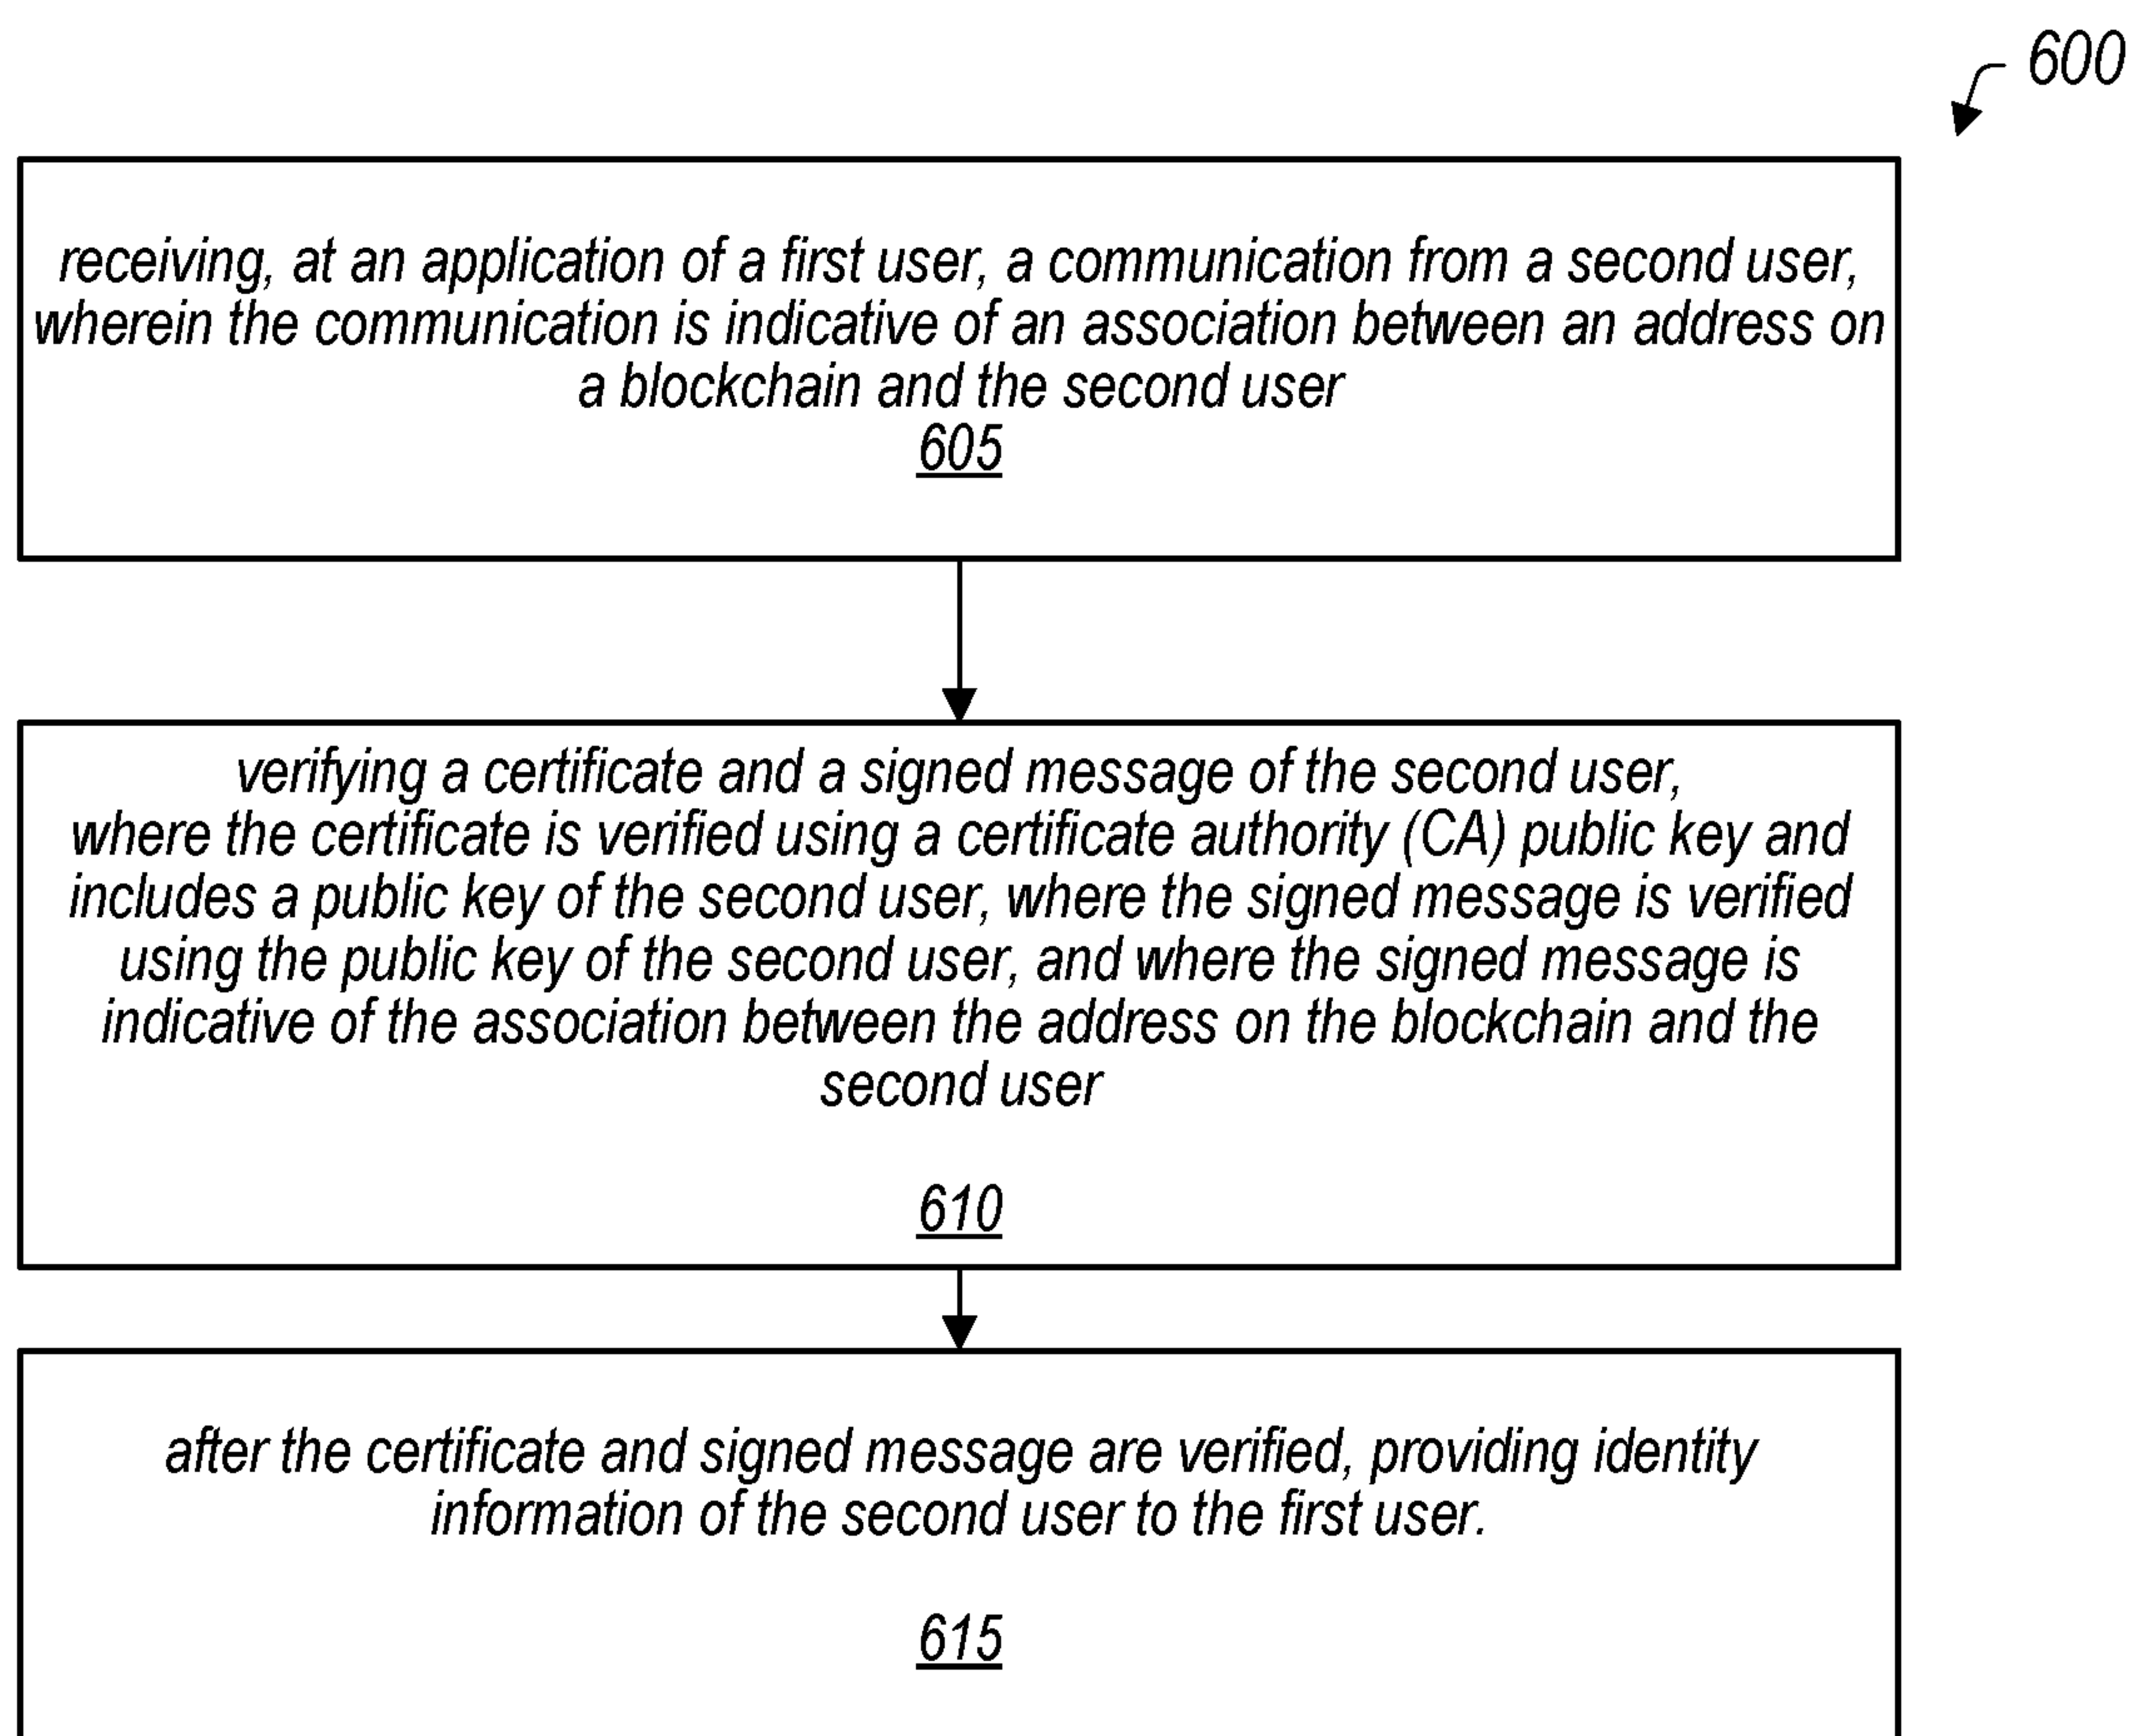 600
receiving, at an application of a first user, a communication from a second user,
wherein the communication is indicative of an association between an address on
a blockchain and the second user
605
verifying a certificate and a signed message of the second user,
where the certificate is verified using a certificate authority (CA) public key and
includes a public key of the second user, where the signed message is verified
using the public key of the second user, and where the signed message is
indicative of the association between the address on the blockchain and the
second user
610
after the certificate and signed message are verified, providing identity
information of the second user to the first user.
615